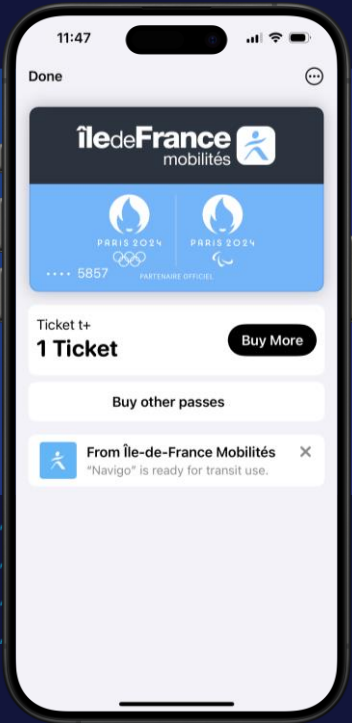 11:47
Done
îledeFrance
mobilités
PARIS 2024 PARIS 2024
•••• 5857 PARTENAIRE OFFICIEL
Ticket t+
1 Ticket
Buy More
Buy other passes
From Île-de-France Mobilités
“Navigo” is ready for transit use.